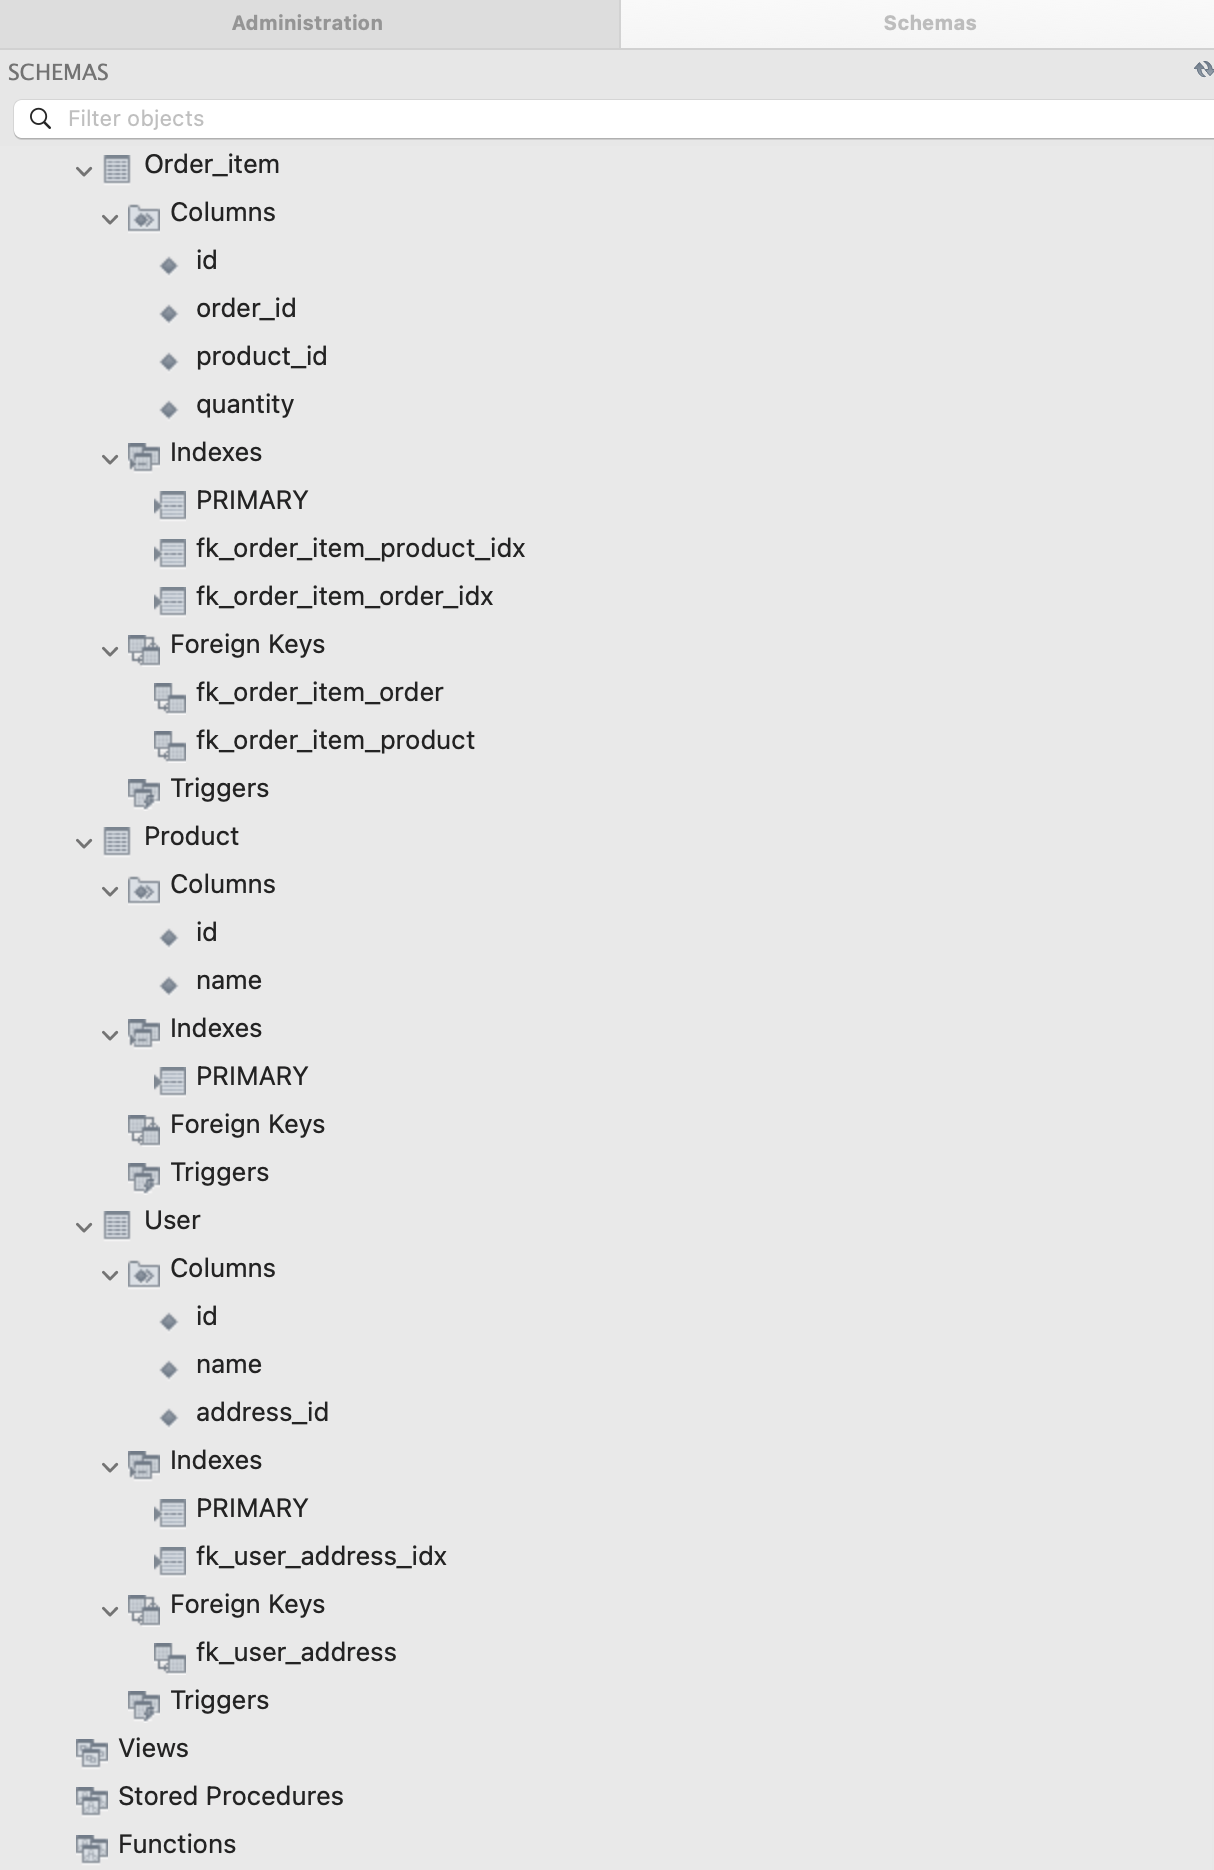 Administration
Schemas
SCHEMAS
Filter objects
Order_item
Columns
id
order_id
product_id
quantity
Indexes
PRIMARY
fk_order_item_product_idx
fk_order_item_order_idx
Foreign Keys
fk_order_item_order
fk_order_item_product
Triggers
Product
Columns
id
name
Indexes
PRIMARY
Foreign Keys
Triggers
User
Columns
id
name
address_id
Indexes
PRIMARY
fk_user_address_idx
Foreign Keys
fk_user_address
Triggers
Views
Stored Procedures
Functions